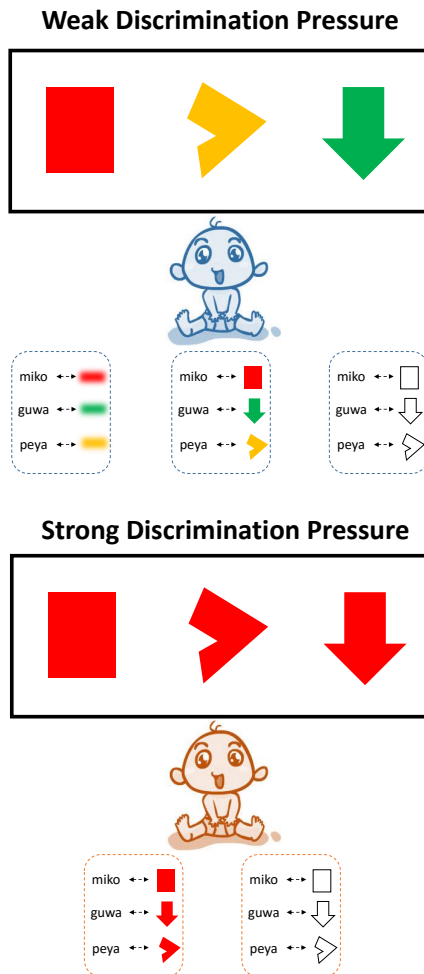 Weak Discrimination Pressure
miko
guwa
peya
miko
guwa
peya
miko
guwa
peya
Strong Discrimination Pressure
miko
guwa
peya
miko
guwa
peya